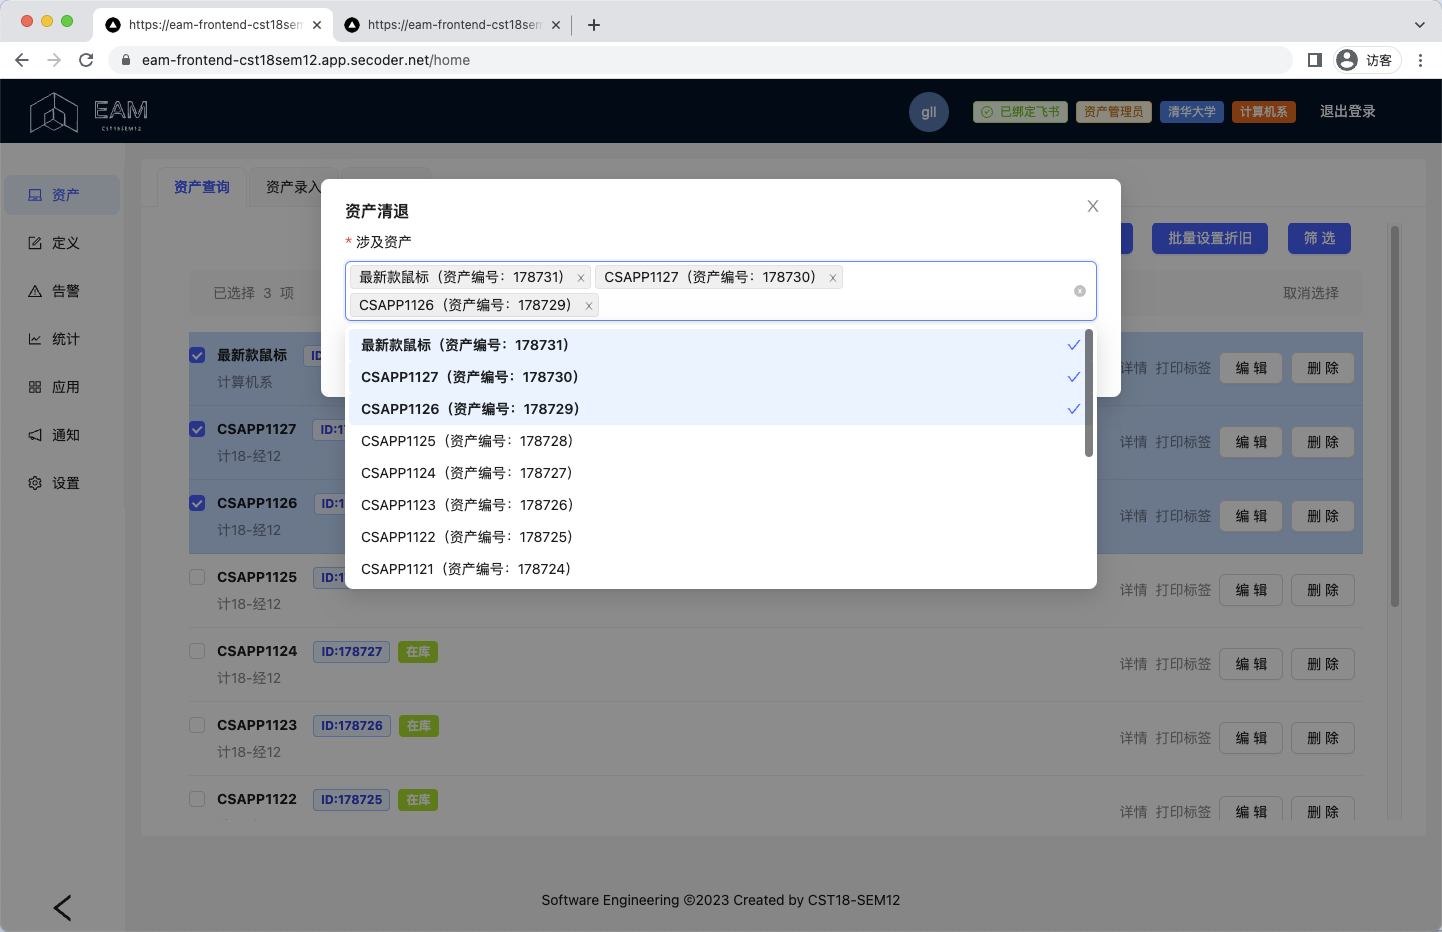 https://eam-frontend-cst18sem
https://eam-frontend-cst18sem
eam-frontend-cst18sem12.app.secoder.net/home
访客
EAM
CST18SEM12
gll
已绑定飞书
资产管理员
清华大学
计算机系
退出登录
资产
定义
告警
统计
应用
通知
设置
资产查询
资产录入
批量设置折旧
筛 选
已选择 3 项
取消选择
资产清退
* 涉及资产
最新款鼠标（资产编号：178731）
CSAPP1127（资产编号：178730）
CSAPP1126（资产编号：178729）
最新款鼠标（资产编号：178731）
CSAPP1127（资产编号：178730）
CSAPP1126（资产编号：178729）
CSAPP1125（资产编号：178728）
CSAPP1124（资产编号：178727）
CSAPP1123（资产编号：178726）
CSAPP1122（资产编号：178725）
CSAPP1121（资产编号：178724）
最新款鼠标 ID
计算机系
详情 打印标签 编 辑 删 除
CSAPP1127 ID:1
计18-经12
详情 打印标签 编 辑 删 除
CSAPP1126 ID:1
计18-经12
详情 打印标签 编 辑 删 除
CSAPP1125 ID:1
计18-经12
详情 打印标签 编 辑 删 除
CSAPP1124 ID:178727 在库
计18-经12
详情 打印标签 编 辑 删 除
CSAPP1123 ID:178726 在库
计18-经12
详情 打印标签 编 辑 删 除
CSAPP1122 ID:178725 在库
详情 打印标签 编 辑 删 除
Software Engineering ©2023 Created by CST18-SEM12